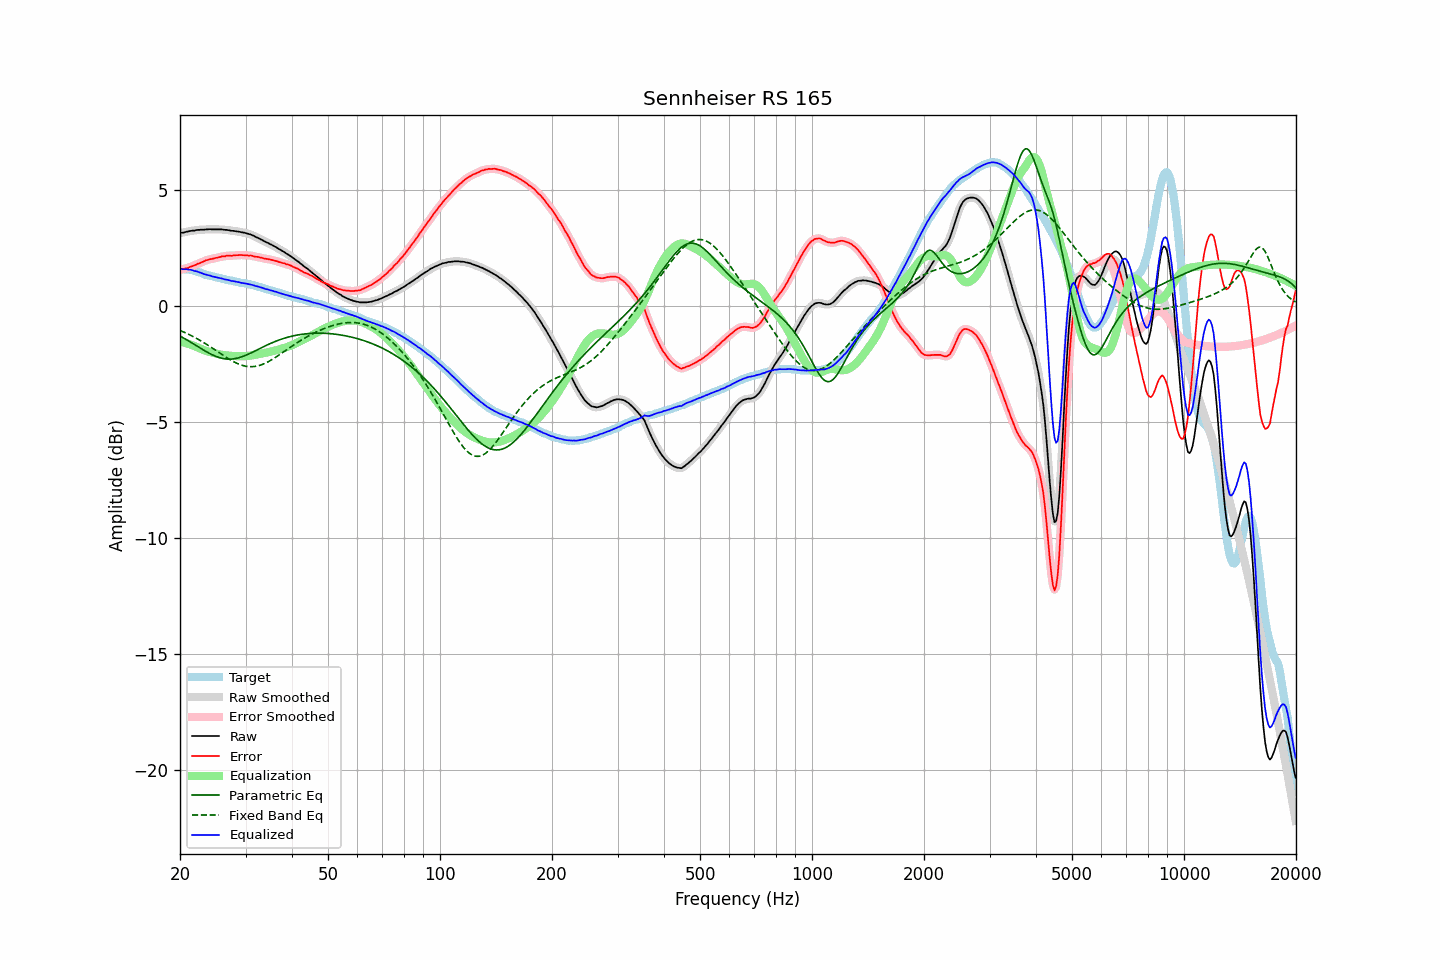 Sennheiser RS 165
Amplitude (dBr)
5
0
−5
−10
−15
−20
Target
Raw Smoothed
Error Smoothed
Raw
Error
Equalization
Parametric Eq
Fixed Band Eq
Equalized
20 50 100 200 500 1000 2000 5000 10000 20000
Frequency (Hz)